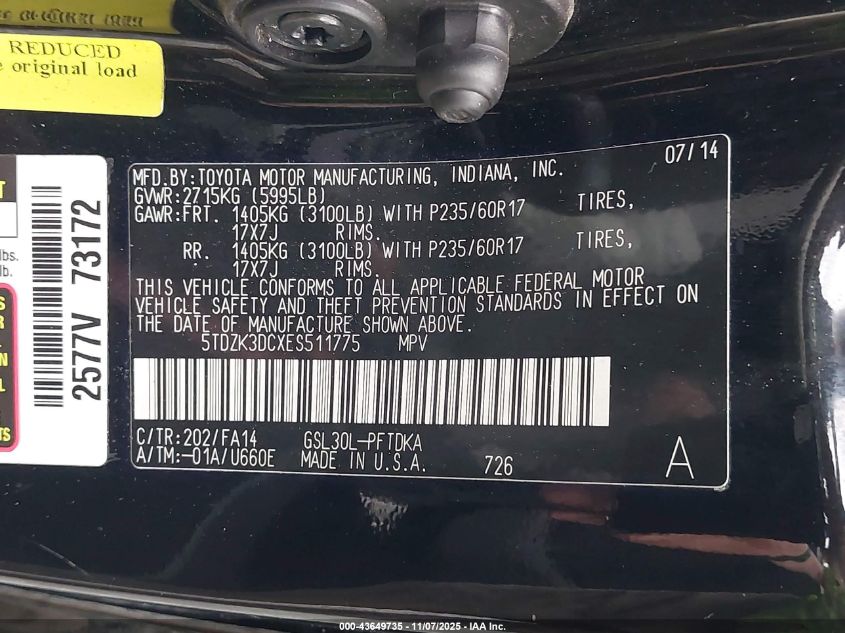 REDUCED
original load
2577V 73172
07/14
MFD.BY:TOYOTA MOTOR MANUFACTURING, INDIANA, INC.
GVWR:2715KG (5995LB)
GAWR:FRT. 1405KG (3100LB) WITH P235/60R17 TIRES,
17X7J RIMS.
RR. 1405KG (3100LB) WITH P235/60R17 TIRES,
17X7J RIMS.
THIS VEHICLE CONFORMS TO ALL APPLICABLE FEDERAL MOTOR
VEHICLE SAFETY AND THEFT PREVENTION STANDARDS IN EFFECT ON
THE DATE OF MANUFACTURE SHOWN ABOVE.
5TDZK3DCXES511775 MPV
C/TR:202/FA14 GSL30L-PFTDKA
A/TM:-01A/U660E MADE IN U.S.A. 726 A
lbs.
lb.
000-43649735 - 11/07/2025 - IAA Inc.